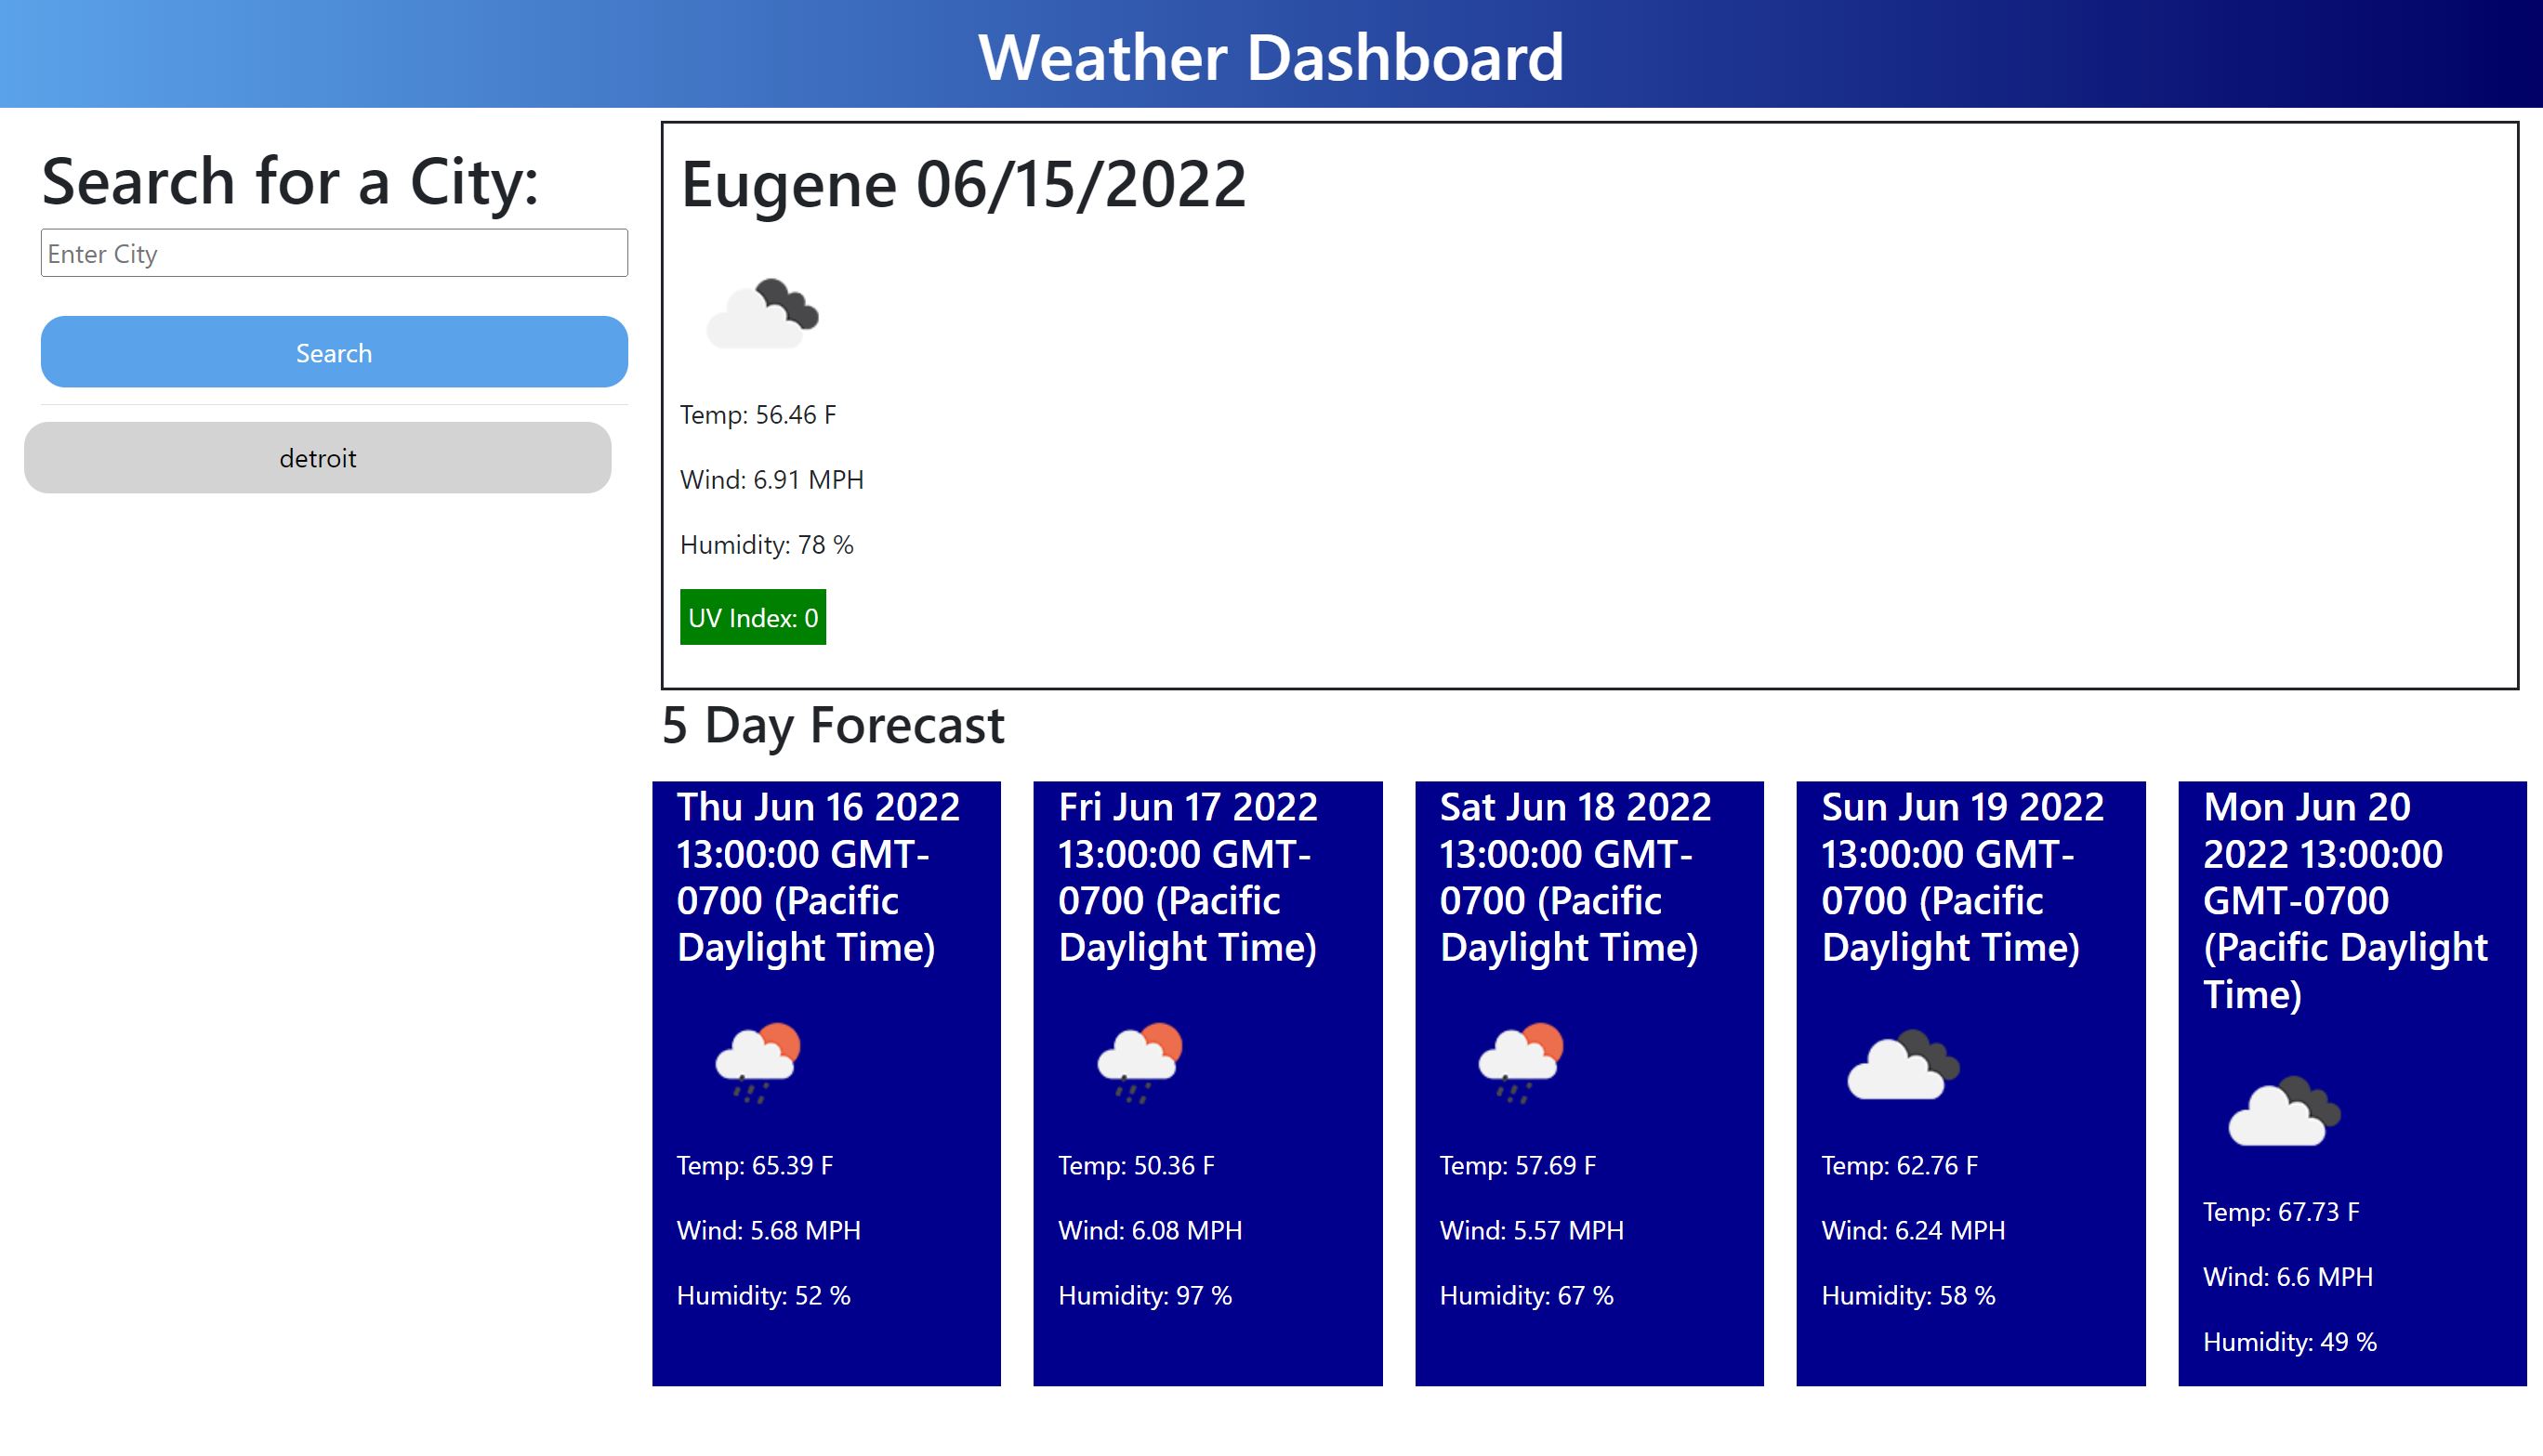 Weather Dashboard
Search for a City:
Enter City
Search
detroit
Eugene 06/15/2022
Temp: 56.46 F
Wind: 6.91 MPH
Humidity: 78 %
UV Index: 0
5 Day Forecast
Thu Jun 16 2022
13:00:00 GMT-
0700 (Pacific
Daylight Time)
Temp: 65.39 F
Wind: 5.68 MPH
Humidity: 52 %
Fri Jun 17 2022
13:00:00 GMT-
0700 (Pacific
Daylight Time)
Temp: 50.36 F
Wind: 6.08 MPH
Humidity: 97 %
Sat Jun 18 2022
13:00:00 GMT-
0700 (Pacific
Daylight Time)
Temp: 57.69 F
Wind: 5.57 MPH
Humidity: 67 %
Sun Jun 19 2022
13:00:00 GMT-
0700 (Pacific
Daylight Time)
Temp: 62.76 F
Wind: 6.24 MPH
Humidity: 58 %
Mon Jun 20
2022 13:00:00
GMT-0700
(Pacific Daylight
Time)
Temp: 67.73 F
Wind: 6.6 MPH
Humidity: 49 %